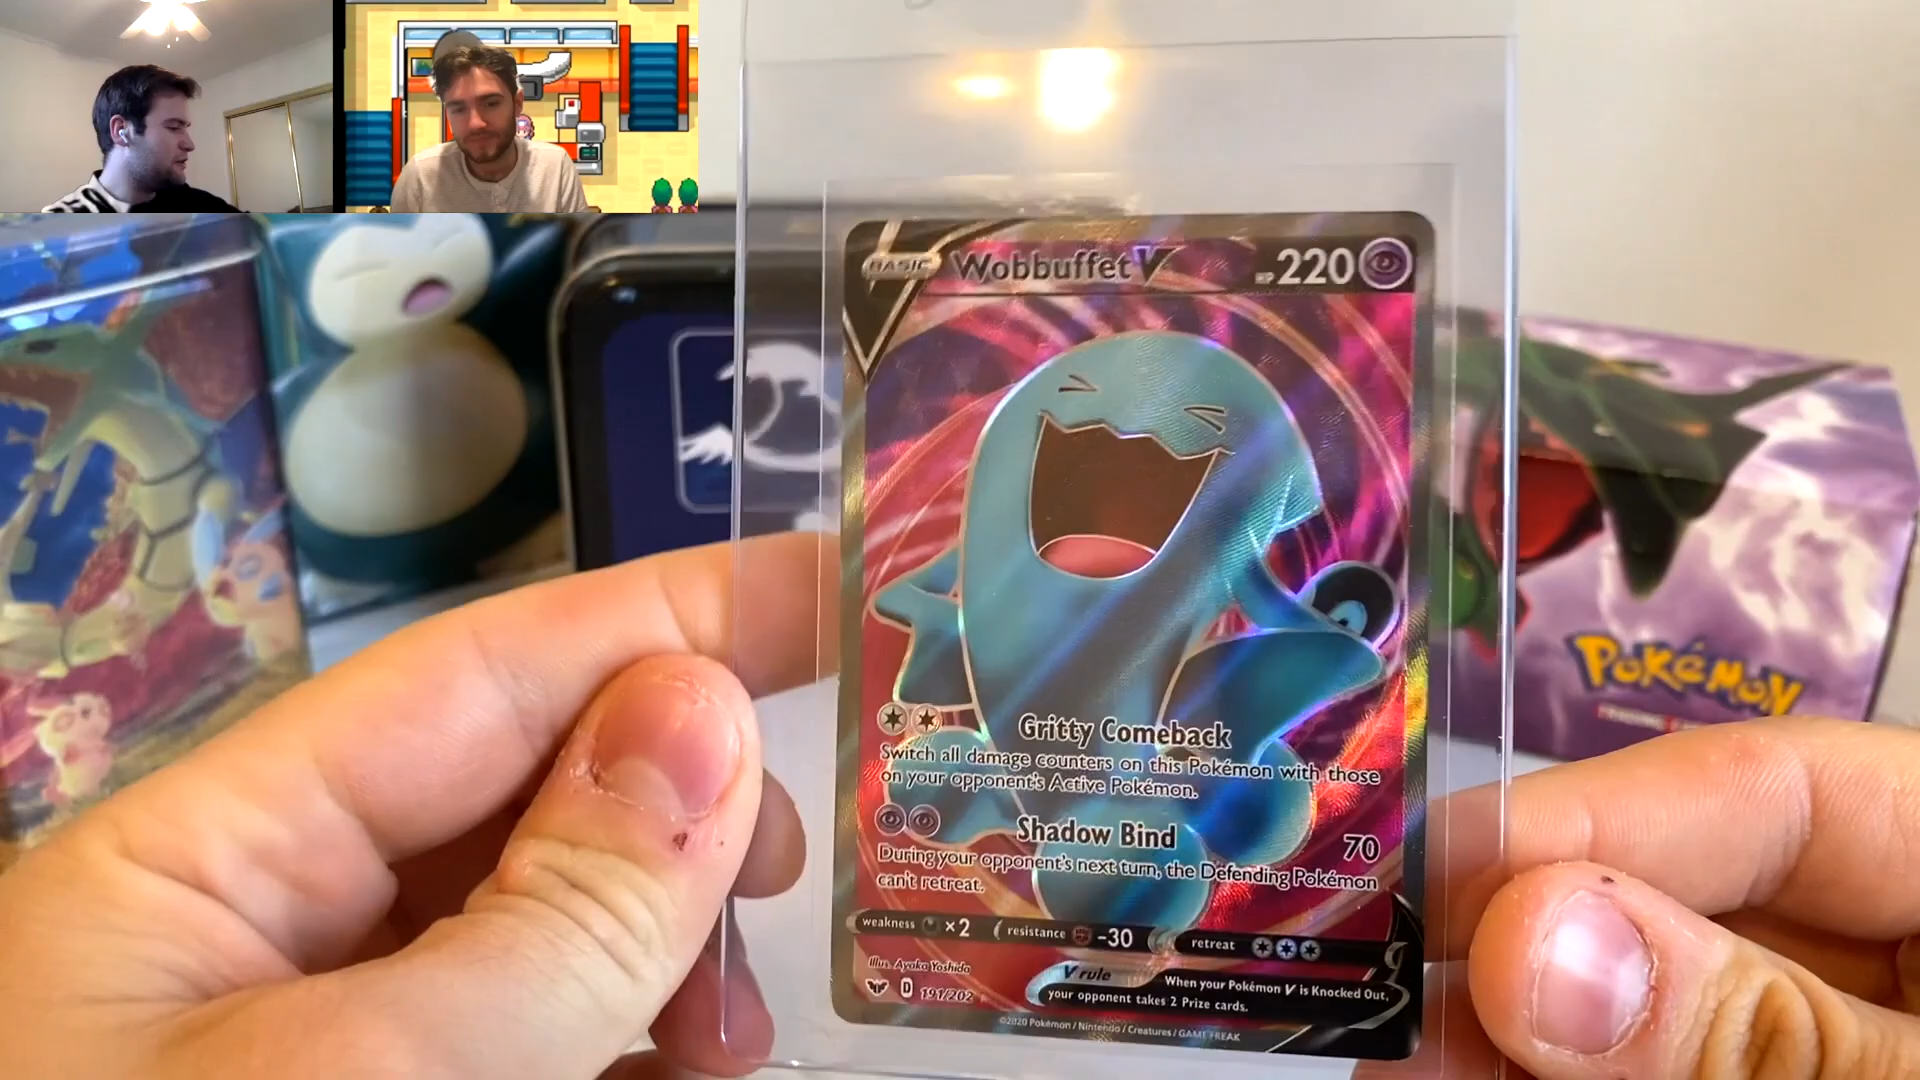 BASIC Wobbuffet V HP 220
Gritty Comeback
Switch all damage counters on this Pokémon with those
on your opponent's Active Pokémon.
Shadow Bind 70
During your opponent's next turn, the Defending Pokémon
can't retreat.
weakness ×2 resistance -30 retreat
Illus. Ayaka Yoshida
D 191/202
V rule When your Pokémon V is Knocked Out,
your opponent takes 2 Prize cards.
©2020 Pokémon / Nintendo / Creatures / GAME FREAK
POKéMON